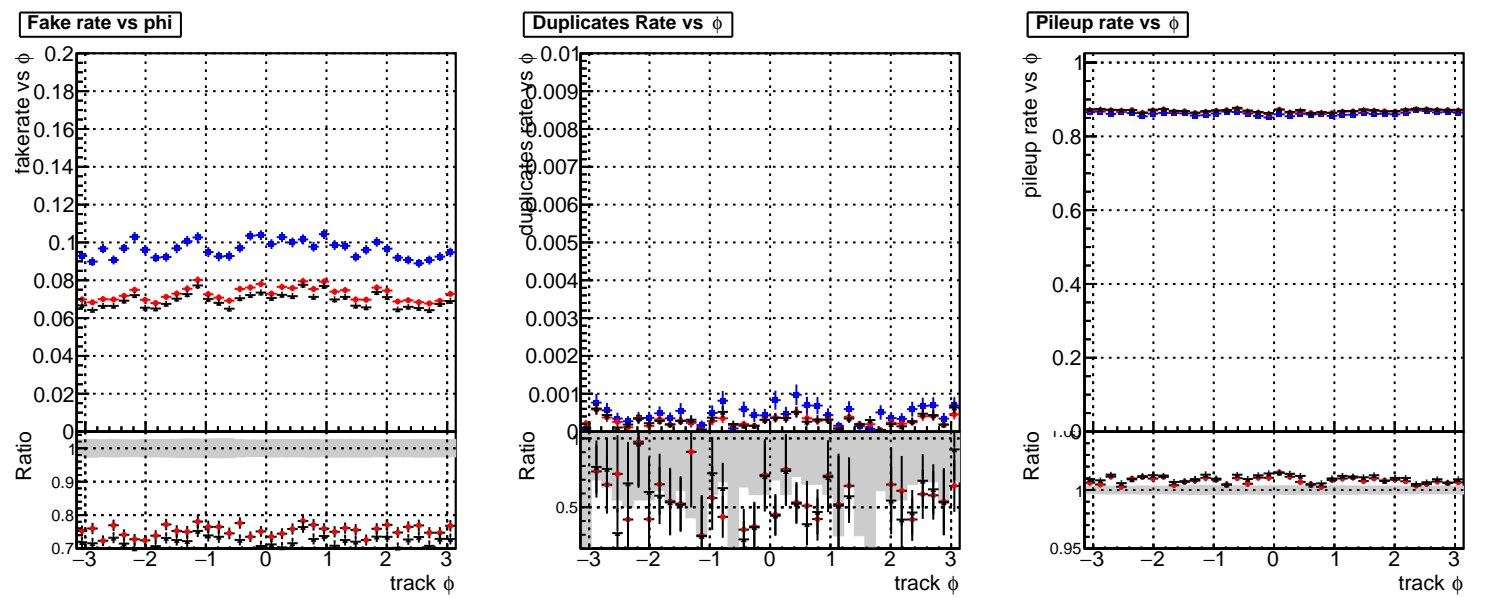 Fake rate vs phi
fakerate vs ϕ
0.2
0.18
0.16
0.14
0.12
0.1
0.08
0.06
0.04
0.02
0
Ratio
1
0.9
0.8
0.7
−3 −2 −1 0 1 2 3
track ϕ
Duplicates Rate vs ϕ
duplicates rate vs ϕ
0.01
0.009
0.008
0.007
0.006
0.005
0.004
0.003
0.002
0.001
0
Ratio
0.5
−3 −2 −1 0 1 2 3
track ϕ
Pileup rate vs ϕ
pileup rate vs ϕ
1
0.8
0.6
0.4
0.2
0
Ratio
1
0.95
−3 −2 −1 0 1 2 3
track ϕ